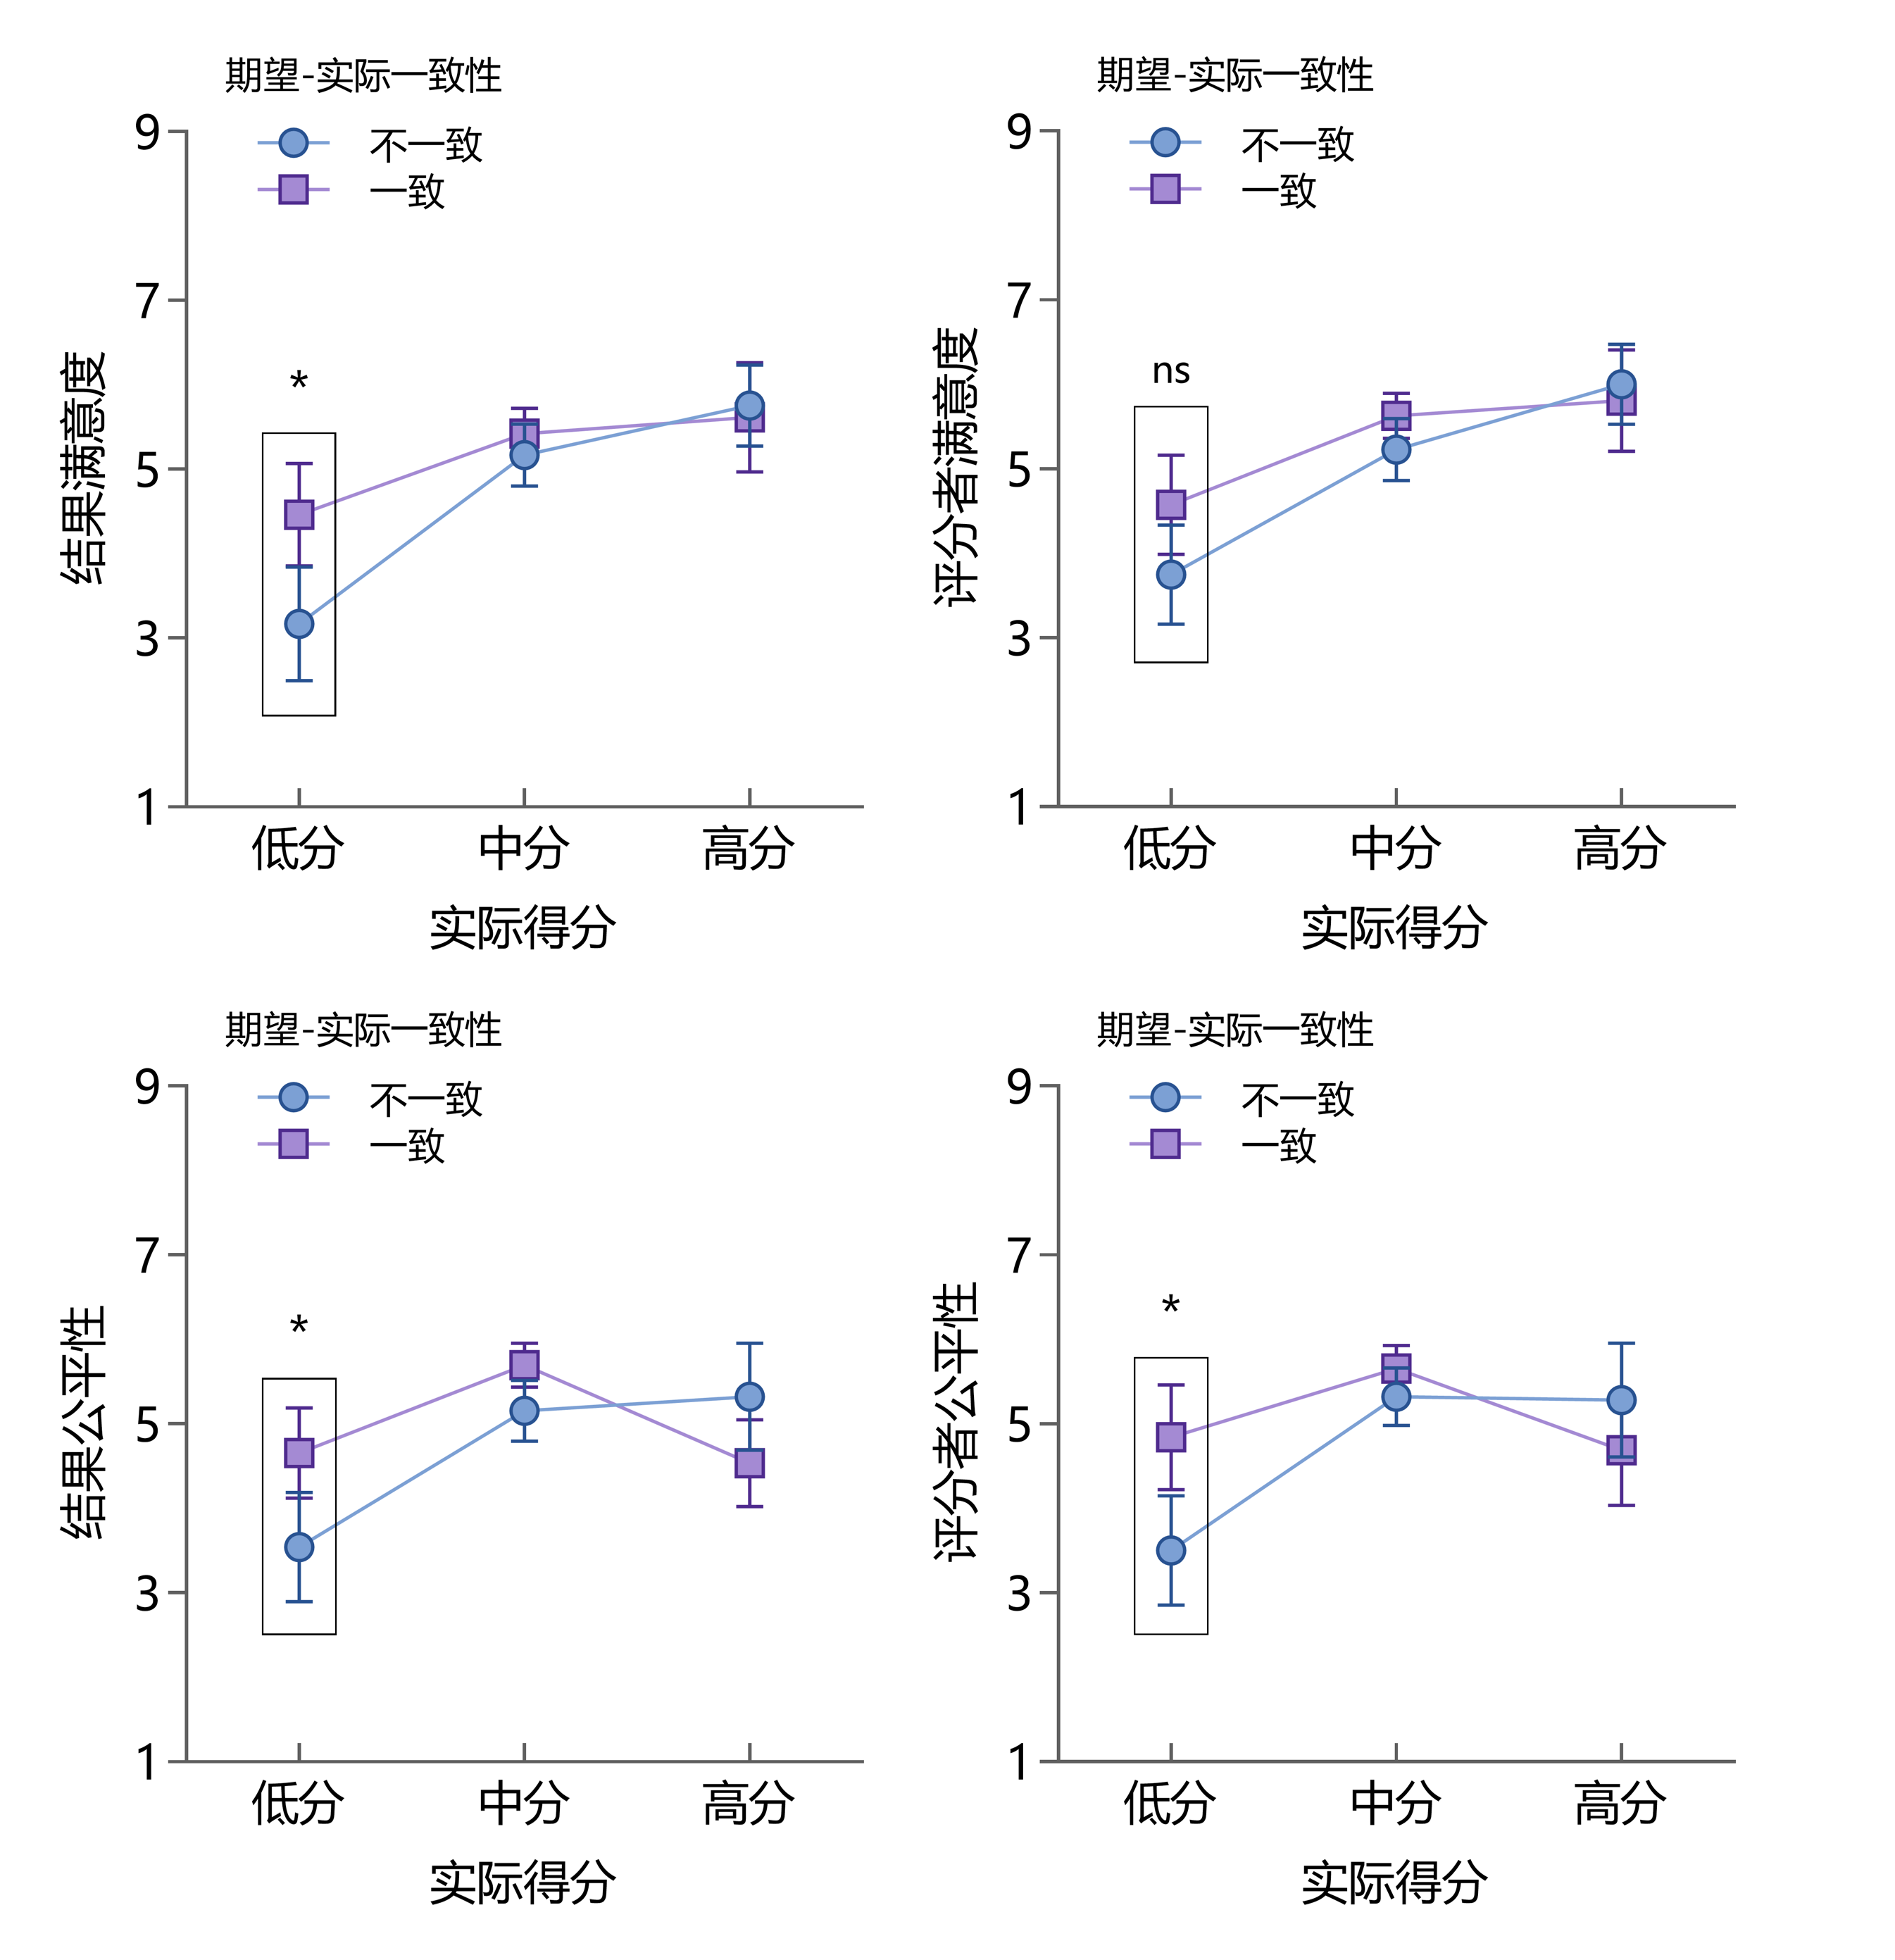 期望-实际一致性
不一致
一致
9
7
5
3
1
*
结果满意度
低分 中分 高分
实际得分
期望-实际一致性
不一致
一致
9
7
5
3
1
ns
评分者满意度
低分 中分 高分
实际得分
期望-实际一致性
不一致
一致
9
7
5
3
1
*
结果公平性
低分 中分 高分
实际得分
期望-实际一致性
不一致
一致
9
7
5
3
1
*
评分者公平性
低分 中分 高分
实际得分